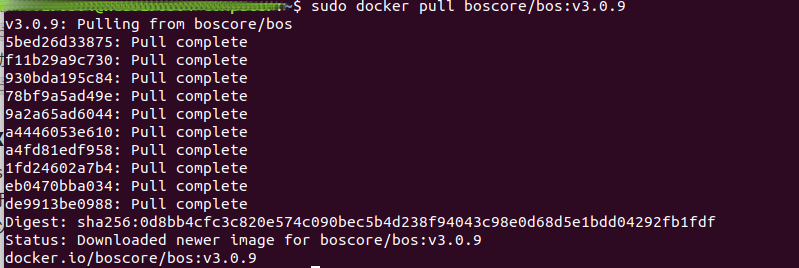 :~$ sudo docker pull boscore/bos:v3.0.9
v3.0.9: Pulling from boscore/bos
5bed26d33875: Pull complete
f11b29a9c730: Pull complete
930bda195c84: Pull complete
78bf9a5ad49e: Pull complete
9a2a65ad6044: Pull complete
a4446053e610: Pull complete
a4fd81edf958: Pull complete
1fd24602a7b4: Pull complete
eb0470bba034: Pull complete
de9913be0988: Pull complete
Digest: sha256:0d8bb4cfc3c820e574c090bec5b4d238f94043c98e0d68d5e1bdd04292fb1fdf
Status: Downloaded newer image for boscore/bos:v3.0.9
docker.io/boscore/bos:v3.0.9